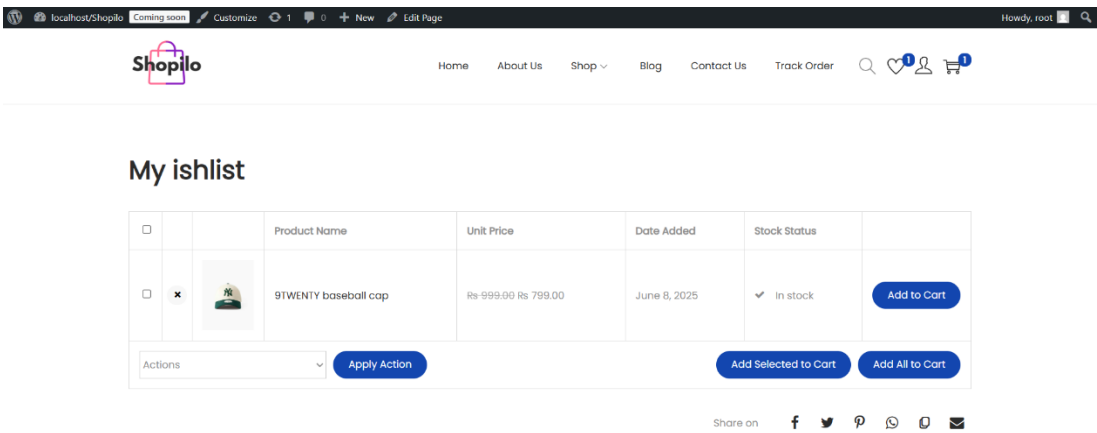 localhost/Shopilo Coming soon Customize 1 0 New Edit Page Howdy, root
Shopilo Home About Us Shop Blog Contact Us Track Order 1 1
My ishlist
Product Name Unit Price Date Added Stock Status
NY 9TWENTY baseball cap Rs 999.00 Rs 799.00 June 8, 2025 In stock Add to Cart
Actions Apply Action Add Selected to Cart Add All to Cart
Share on